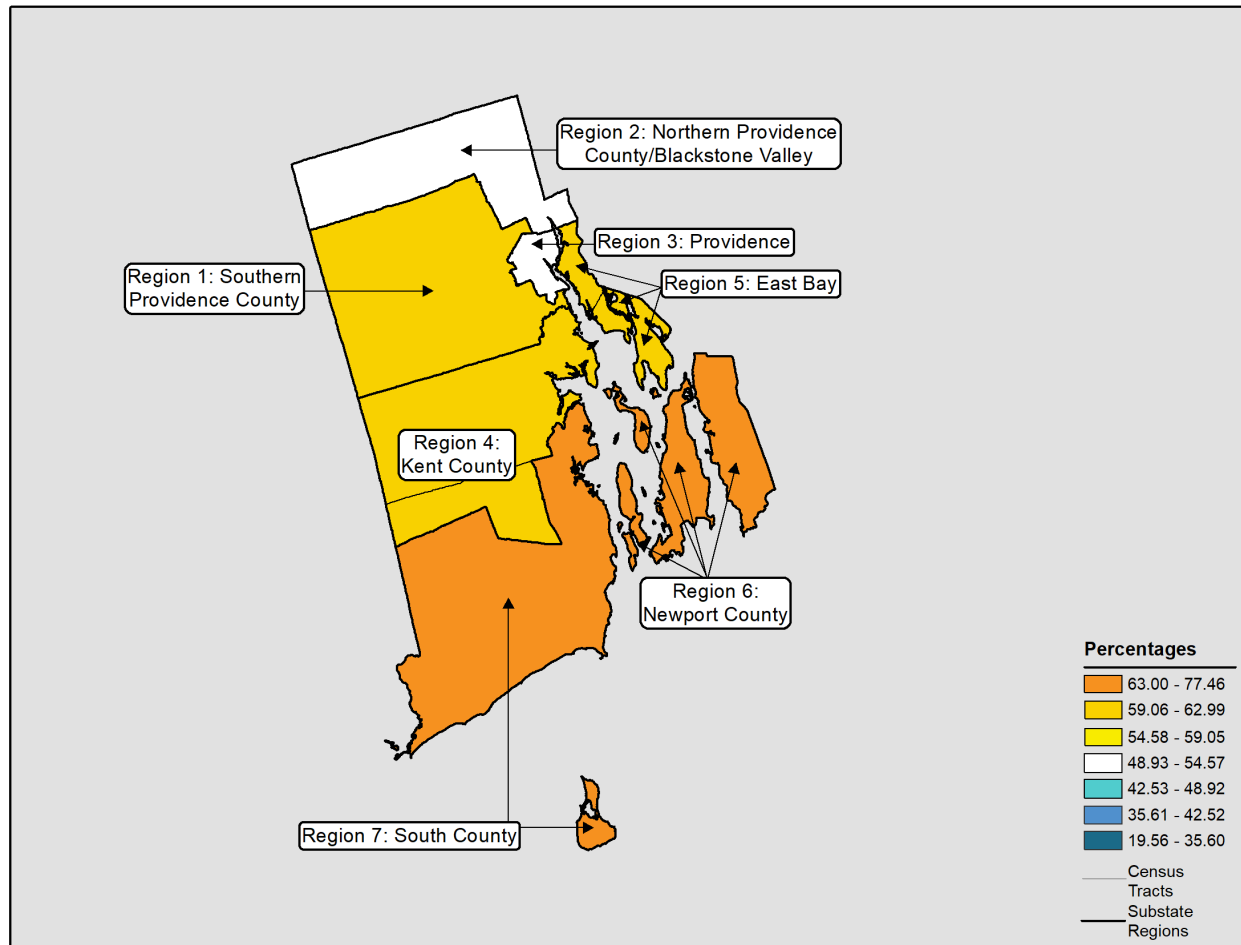 Region 2: Northern Providence
County/Blackstone Valley
Region 3: Providence
Region 1: Southern
Providence County
Region 5: East Bay
Region 4:
Kent County
Region 6:
Newport County
Region 7: South County
Percentages
63.00 - 77.46
59.06 - 62.99
54.58 - 59.05
48.93 - 54.57
42.53 - 48.92
35.61 - 42.52
19.56 - 35.60
Census
Tracts
Substate
Regions